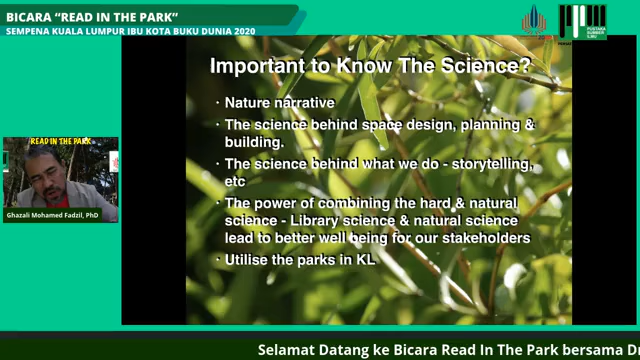 BICARA “READ IN THE PARK”
SEMPENA KUALA LUMPUR IBU KOTA BUKU DUNIA 2020
PUSTAKA
SUMBER
ILMU
Important to Know The Science?
· Nature narrative
· The science behind space design, planning &
building.
· The science behind what we do - storytelling,
etc
· The power of combining the hard & natural
science - Library science & natural science
lead to better well being for our stakeholders
· Utilise the parks in KL
READ IN THE PARK
Ghazali Mohamed Fadzil, PhD
Selamat Datang ke Bicara Read In The Park bersama D